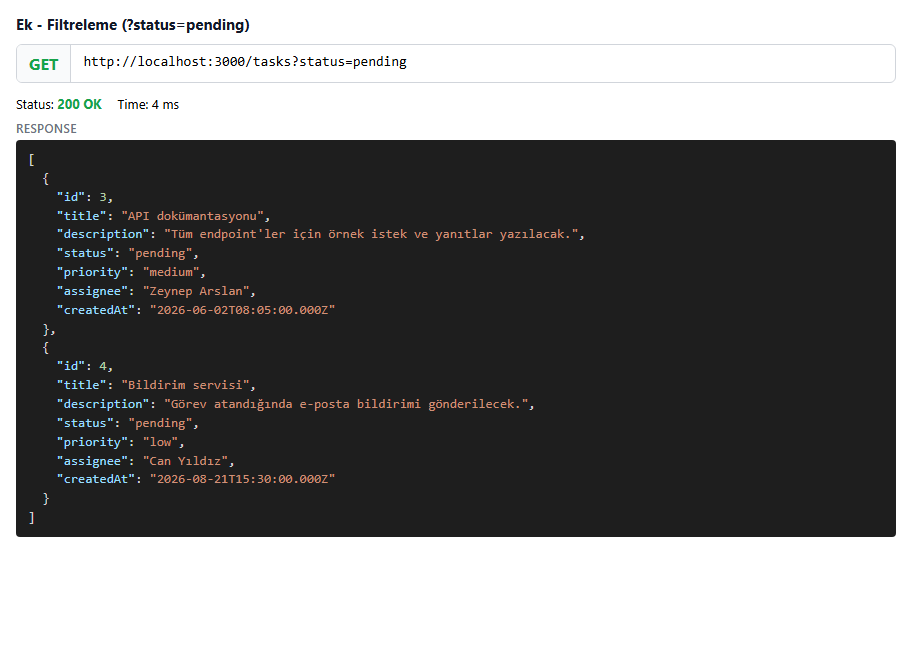 Ek - Filtreleme (?status=pending)
GET http://localhost:3000/tasks?status=pending
Status: 200 OK Time: 4 ms
RESPONSE
[
  {
    "id": 3,
    "title": "API dokümantasyonu",
    "description": "Tüm endpoint'ler için örnek istek ve yanıtlar yazılacak.",
    "status": "pending",
    "priority": "medium",
    "assignee": "Zeynep Arslan",
    "createdAt": "2026-06-02T08:05:00.000Z"
  },
  {
    "id": 4,
    "title": "Bildirim servisi",
    "description": "Görev atandığında e-posta bildirimi gönderilecek.",
    "status": "pending",
    "priority": "low",
    "assignee": "Can Yıldız",
    "createdAt": "2026-08-21T15:30:00.000Z"
  }
]